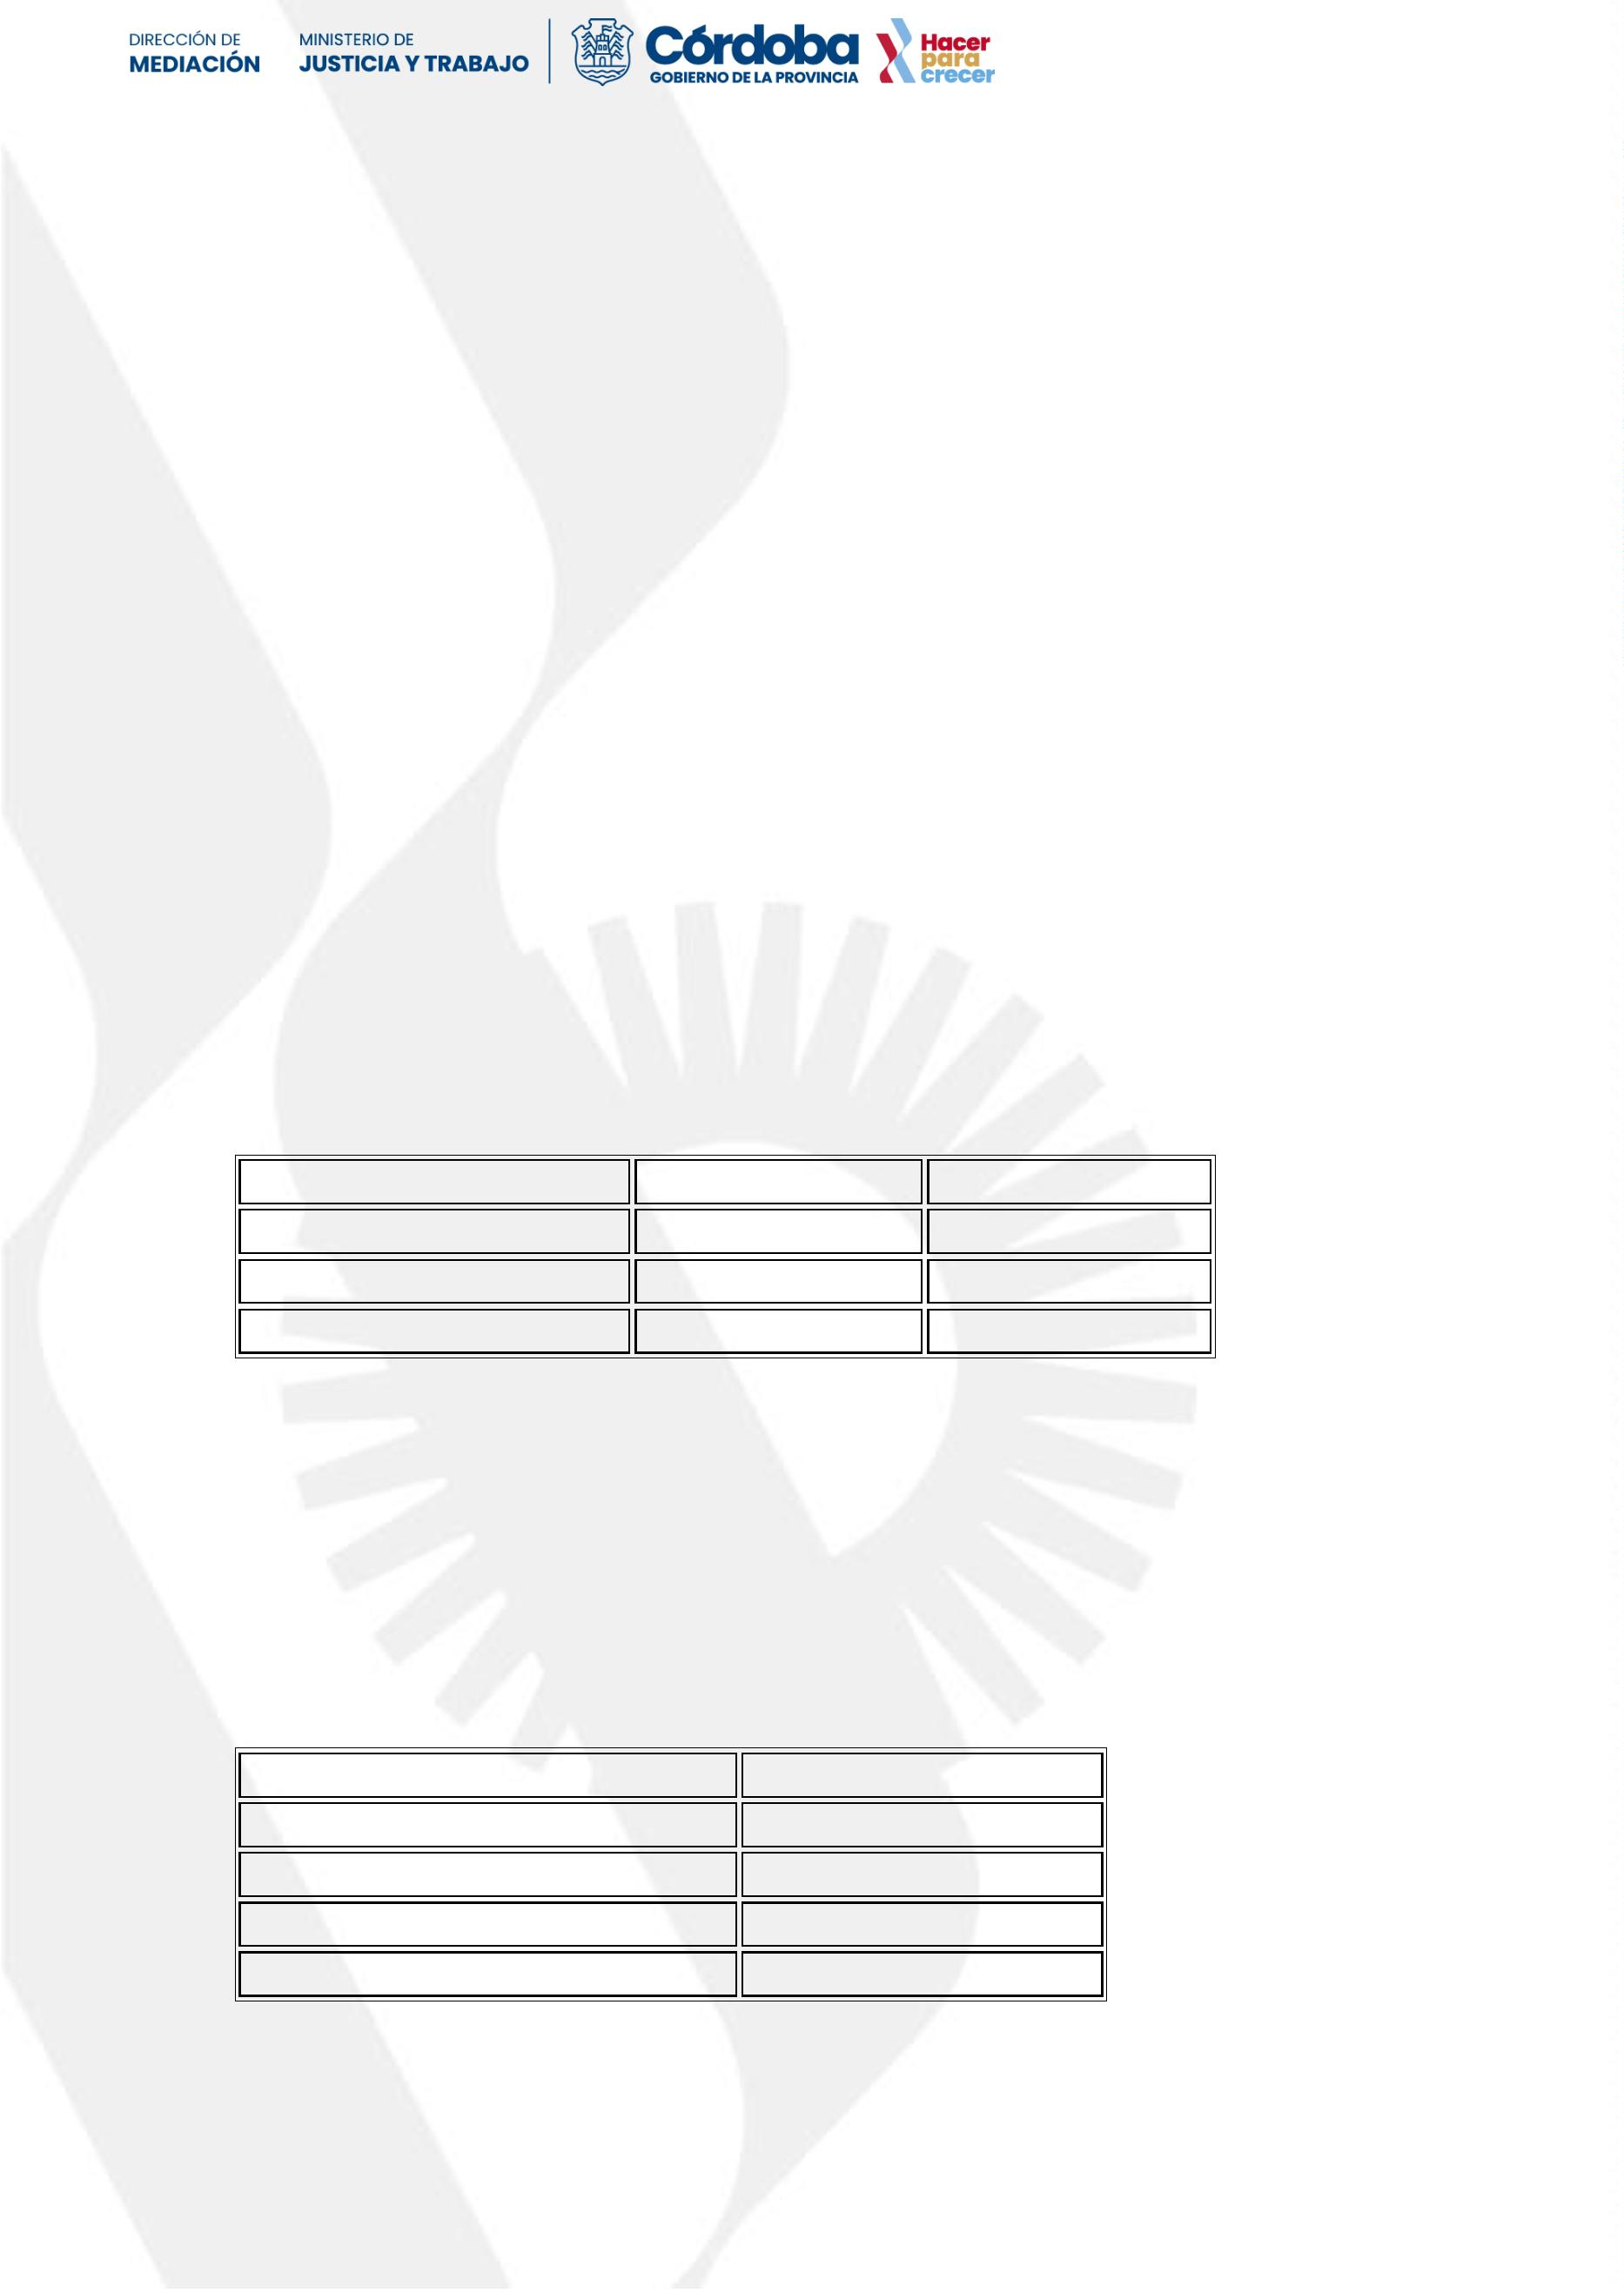 DIRECCIÓN DE
MEDIACIÓN
MINISTERIO DE
JUSTICIA Y TRABAJO
Córdoba
GOBIERNO DE LA PROVINCIA
Hacer
para
crecer